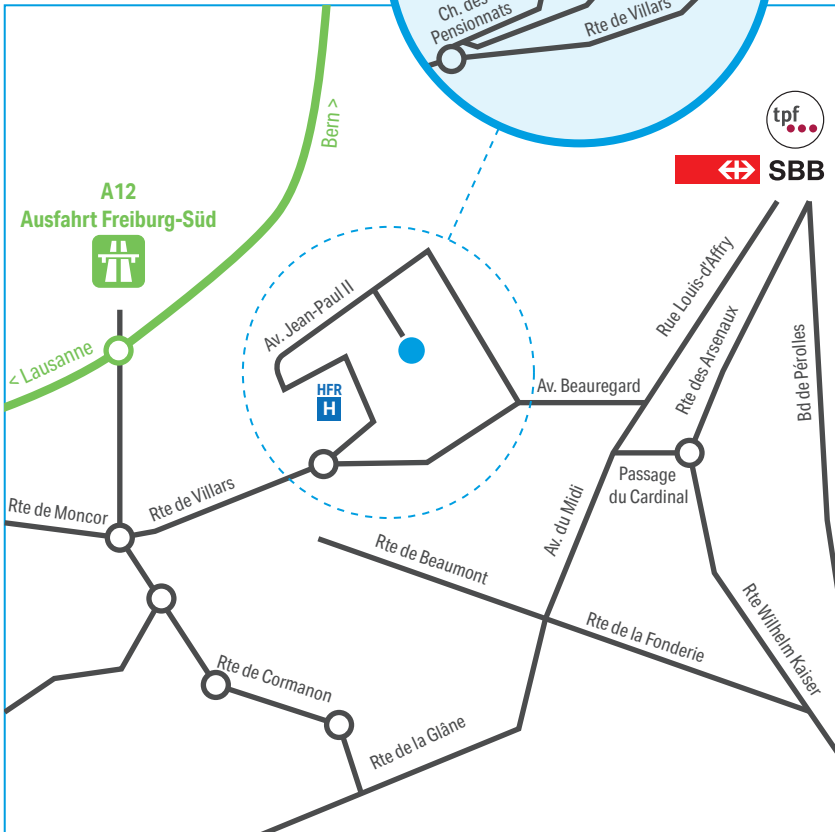 Ch. des
Pensionnats
Rte de Villars
Bern >
tpf
SBB
A12
Ausfahrt Freiburg-Süd
< Lausanne
Av. Jean-Paul II
HFR
H
Rue Louis-d'Affry
Rte des Arsenaux
Bd de Pérolles
Av. Beauregard
Passage
du Cardinal
Rte de Moncor
Rte de Villars
Av. du Midi
Rte de Beaumont
Rte de la Fonderie
Rte Wilhelm Kaiser
Rte de Cormanon
Rte de la Glâne